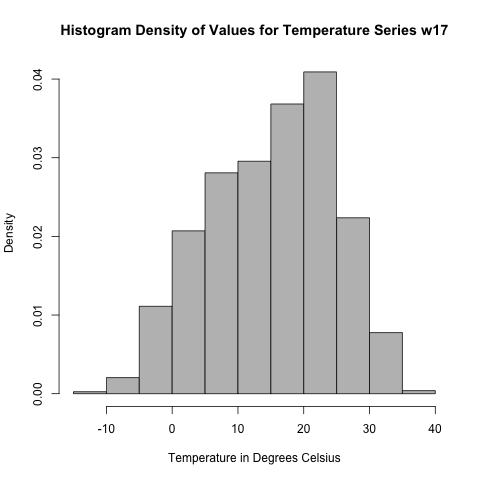 Histogram Density of Values for Temperature Series w17
Density
0.04
0.03
0.02
0.01
0.00
-10 0 10 20 30 40
Temperature in Degrees Celsius